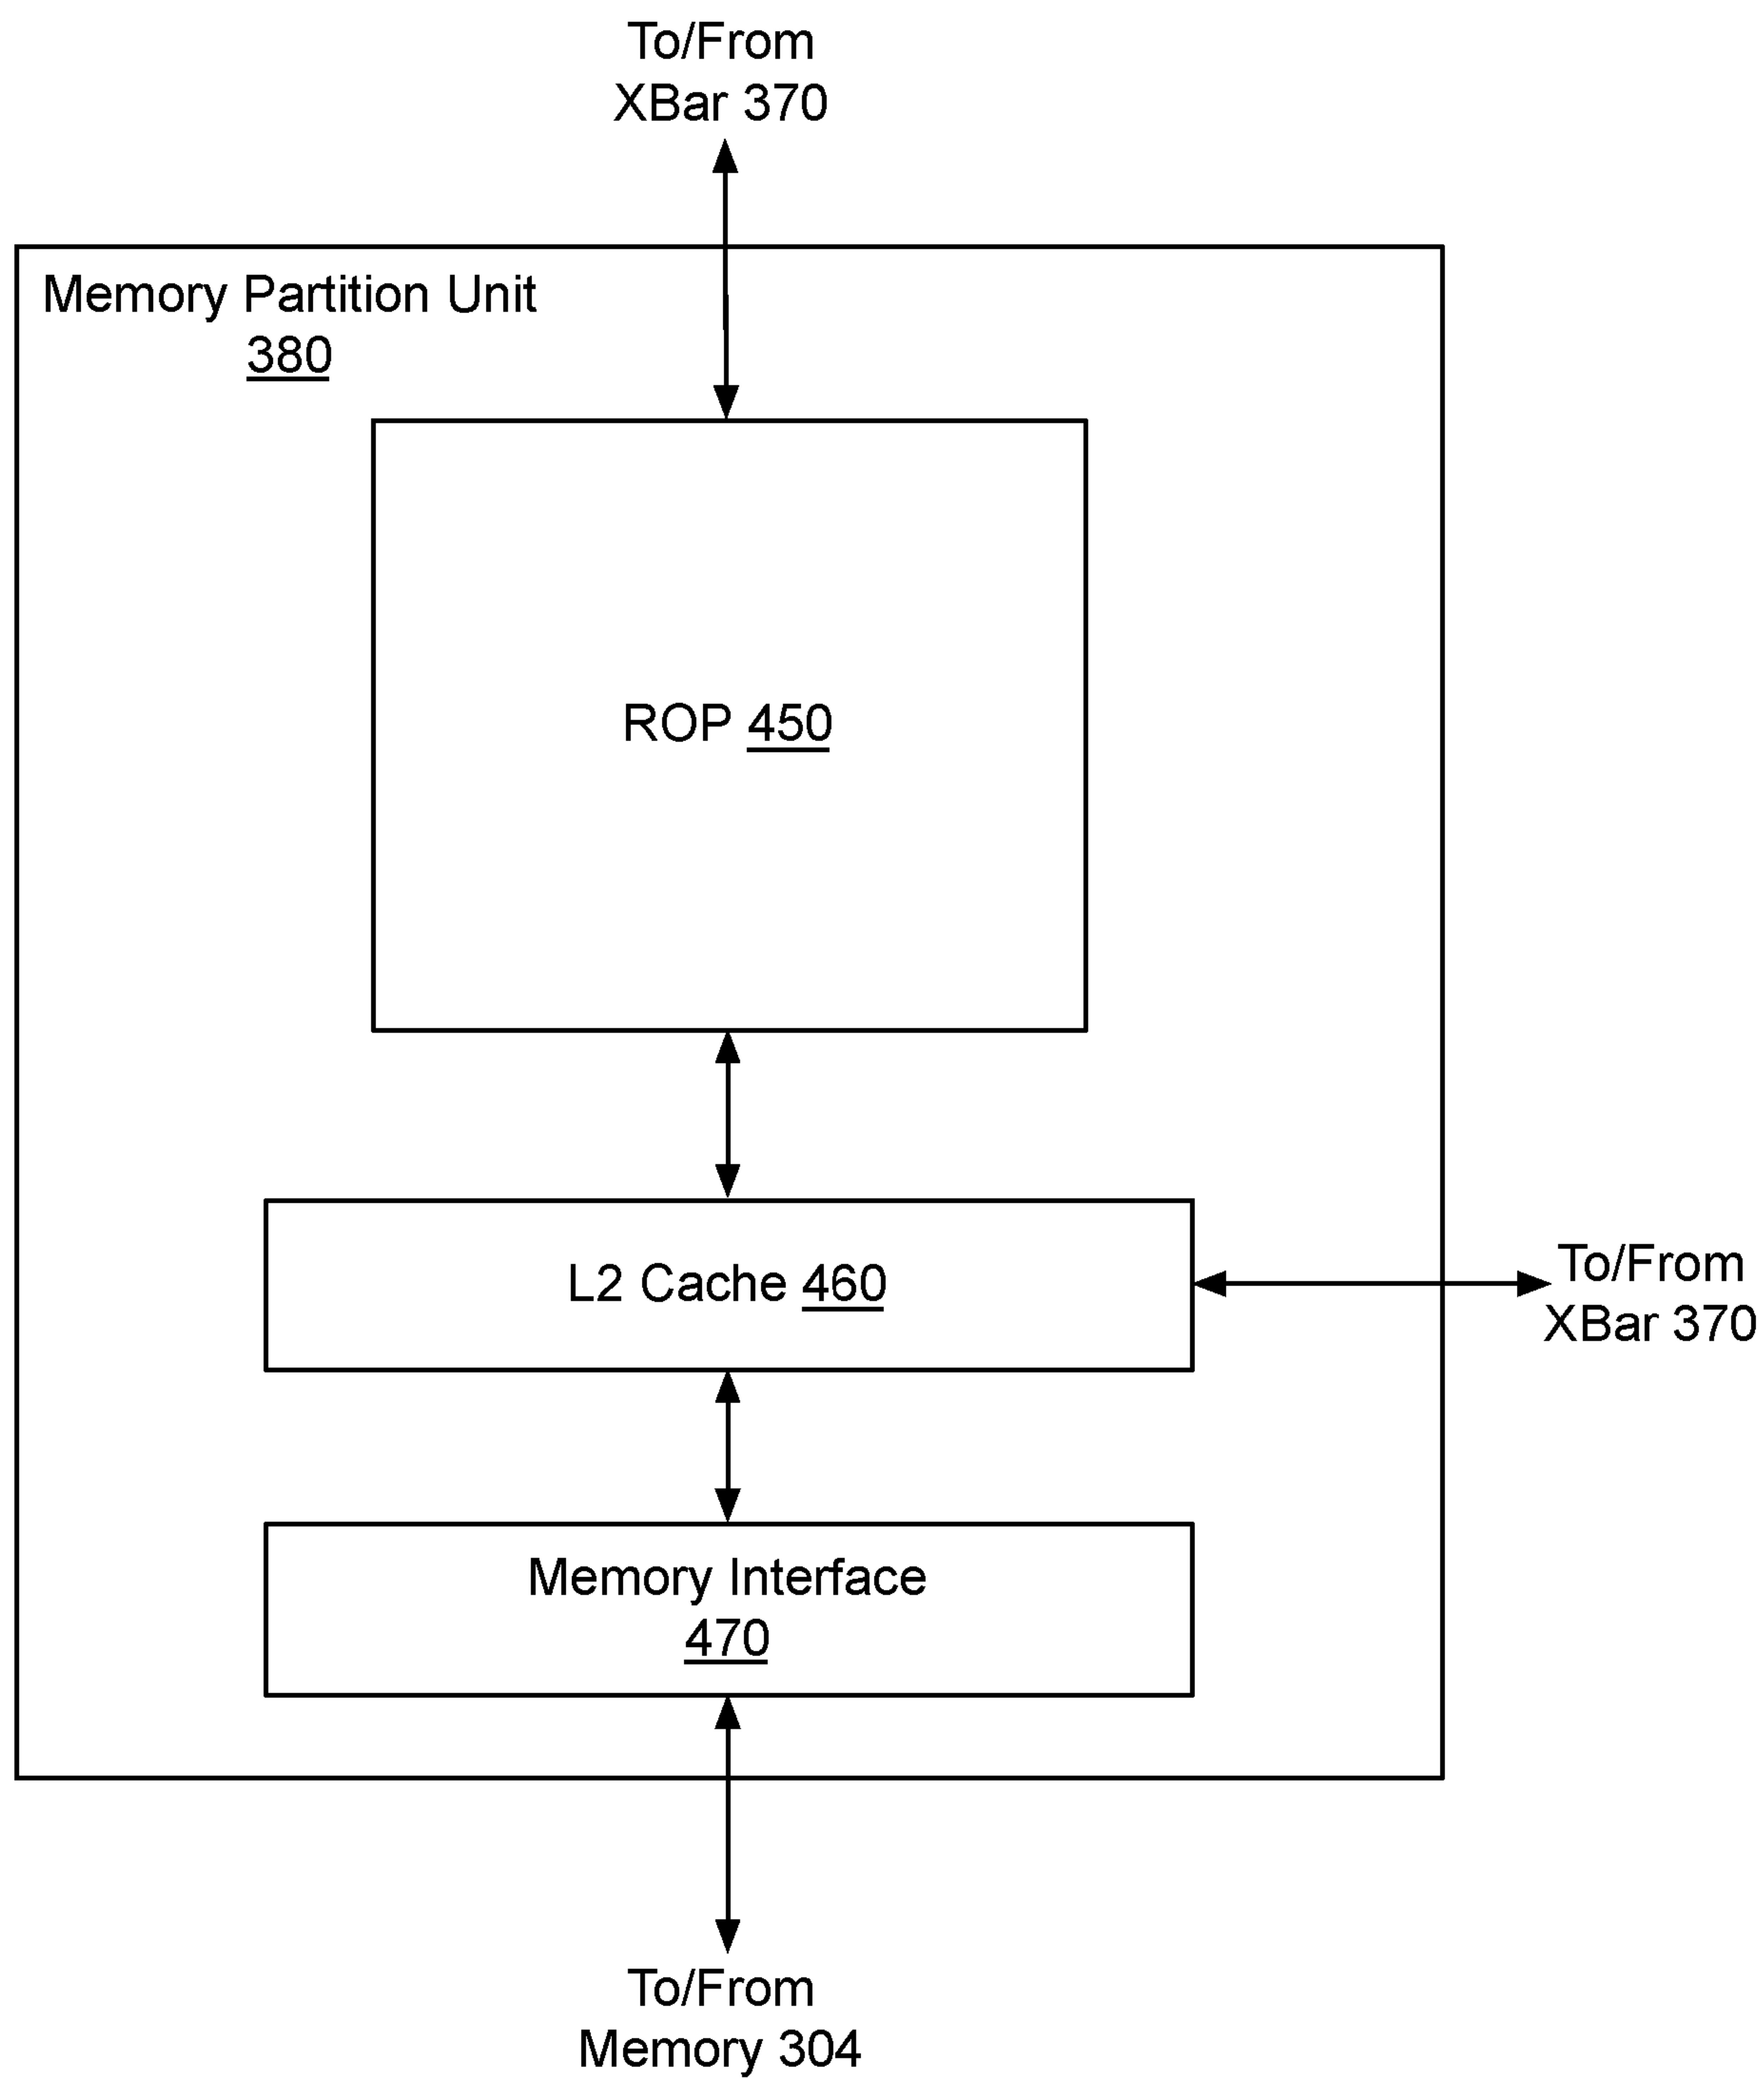 To/From
XBar 370
Memory Partition Unit
380
ROP 450
L2 Cache 460
To/From
XBar 370
Memory Interface
470
To/From
Memory 304